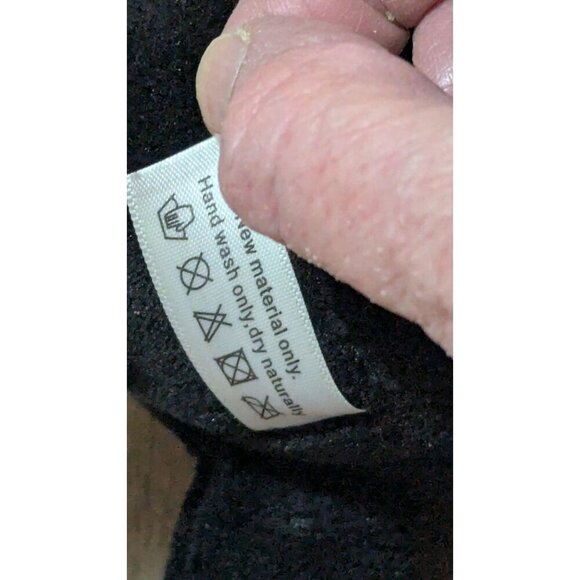 New material only.
Hand wash only,dry naturally